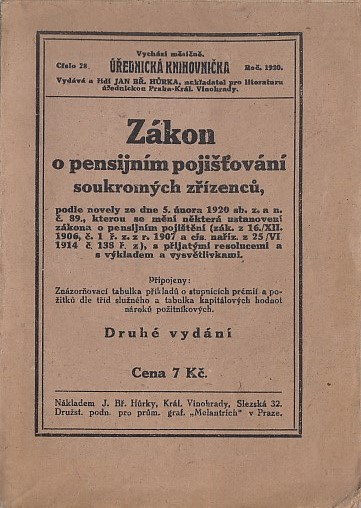 Vychází měsíčně.
Číslo 28. ÚŘEDNICKÁ KNIHOVNIČKA Roč. 1920.
Vydává a řídí JAN BŘ. HŮRKA, nakladatel pro literaturu
úřednickou Praha-Král. Vinohrady.
Zákon
o pensijním pojišťování
soukromých zřízenců,
podle novely ze dne 5. února 1920 sb. z. a n.
č. 89., kterou se mění některá ustanovení
zákona o pensijním pojištění (zák. z 16./XII.
1906, č. 1 ř. z. z r. 1907 a cís. naříz. z 25/VI
1914 č. 138 ř. z), s přijatými resolucemi a
s výkladem a vysvětlivkami.
Připojeny:
Znázorňovací tabulka příkladů o stupnicích prémií a po-
žitků dle tříd služného a tabulka kapitálových hodnot
nároků požitníkových.
Druhé vydání
Cena 7 Kč.
Nákladem J. Bř. Hůrky, Král. Vinohrady, Slezská 32.
Družst. podn. pro prům. graf. „Melantrich" v Praze.